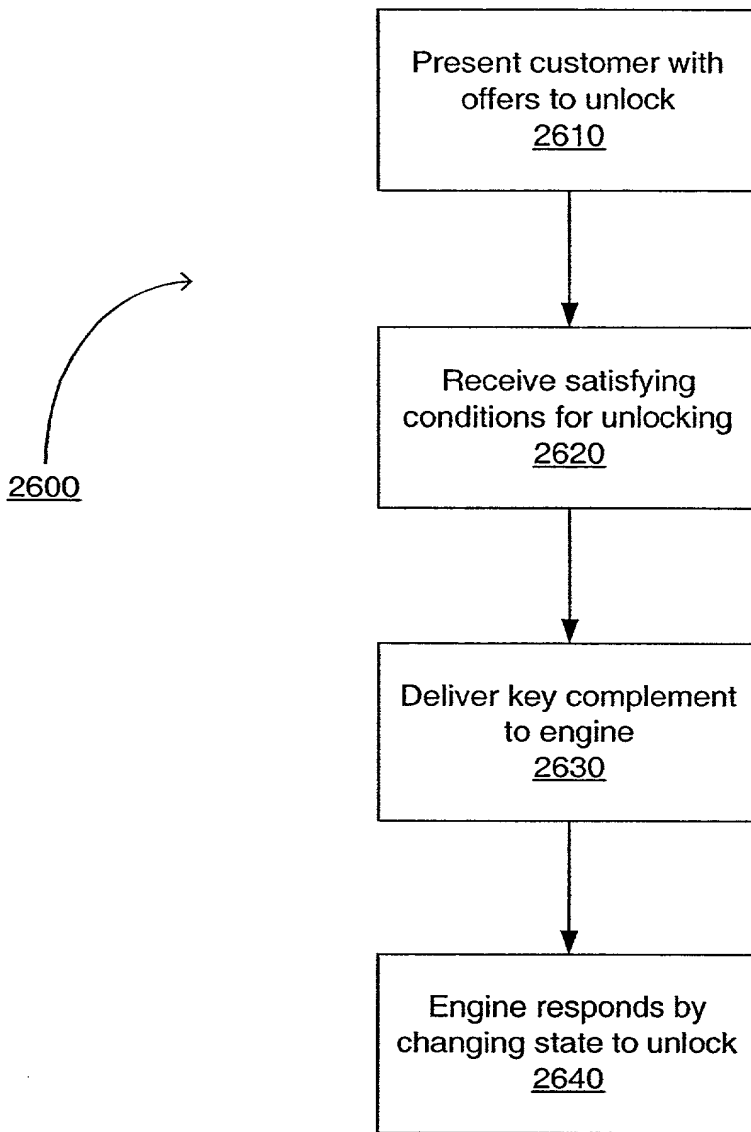 Present customer with
offers to unlock
2610
Receive satisfying
conditions for unlocking
2620
2600
Deliver key complement
to engine
2630
Engine responds by
changing state to unlock
2640